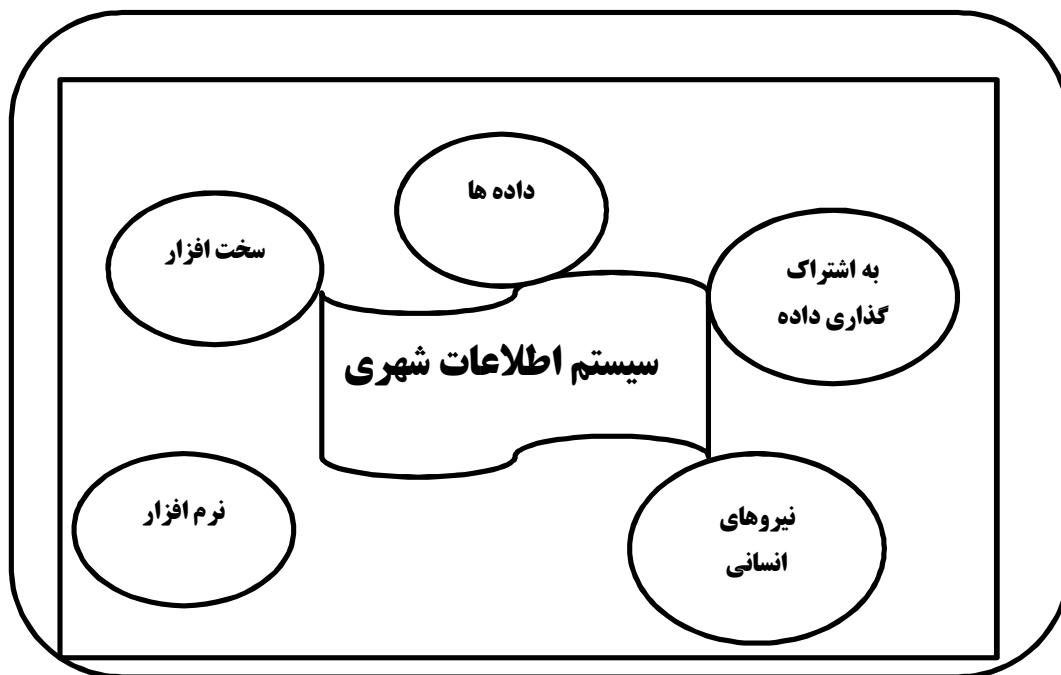 داده ها
سخت افزار
به اشتراک
گذاری داده
سیستم اطلاعات شهری
نرم افزار
نیروهای
انسانی